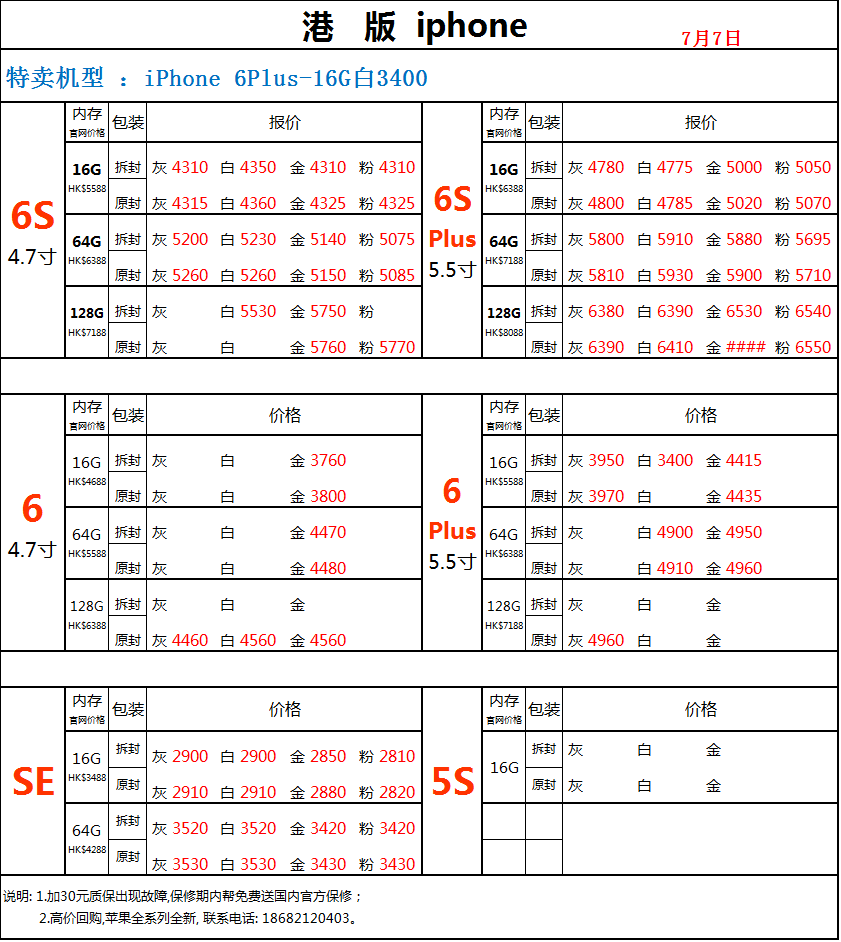 港 版 iphone
7月7日
特卖机型 ：iPhone 6Plus-16G白3400
6S
4.7寸
内存
官网价格
包装
报价
16G
HK$5588
拆封 灰 4310 白 4350 金 4310 粉 4310
原封 灰 4315 白 4360 金 4325 粉 4325
64G
HK$6388
拆封 灰 5200 白 5230 金 5140 粉 5075
原封 灰 5260 白 5260 金 5150 粉 5085
128G
HK$7188
拆封 灰 白 5530 金 5750 粉
原封 灰 白 金 5760 粉 5770
6S
Plus
5.5寸
内存
官网价格
包装
报价
16G
HK$6388
拆封 灰 4780 白 4775 金 5000 粉 5050
原封 灰 4800 白 4785 金 5020 粉 5070
64G
HK$7188
拆封 灰 5800 白 5910 金 5880 粉 5695
原封 灰 5810 白 5930 金 5900 粉 5710
128G
HK$8088
拆封 灰 6380 白 6390 金 6530 粉 6540
原封 灰 6390 白 6410 金 #### 粉 6550
6
4.7寸
内存
官网价格
包装
价格
16G
HK$4688
拆封 灰 白 金 3760
原封 灰 白 金 3800
64G
HK$5588
拆封 灰 白 金 4470
原封 灰 白 金 4480
128G
HK$6388
拆封 灰 白 金
原封 灰 4460 白 4560 金 4560
6
Plus
5.5寸
内存
官网价格
包装
价格
16G
HK$5588
拆封 灰 3950 白 3400 金 4415
原封 灰 3970 白 金 4435
64G
HK$6388
拆封 灰 白 4900 金 4950
原封 灰 白 4910 金 4960
128G
HK$7188
拆封 灰 白 金
原封 灰 4960 白 金
SE
内存
官网价格
包装
价格
16G
HK$3488
拆封 灰 2900 白 2900 金 2850 粉 2810
原封 灰 2910 白 2910 金 2880 粉 2820
64G
HK$4288
拆封 灰 3520 白 3520 金 3420 粉 3420
原封 灰 3530 白 3530 金 3430 粉 3430
5S
内存
官网价格
包装
价格
16G
拆封 灰 白 金
原封 灰 白 金
说明: 1.加30元质保出现故障,保修期内帮免费送国内官方保修；
2.高价回购,苹果全系列全新, 联系电话: 18682120403。